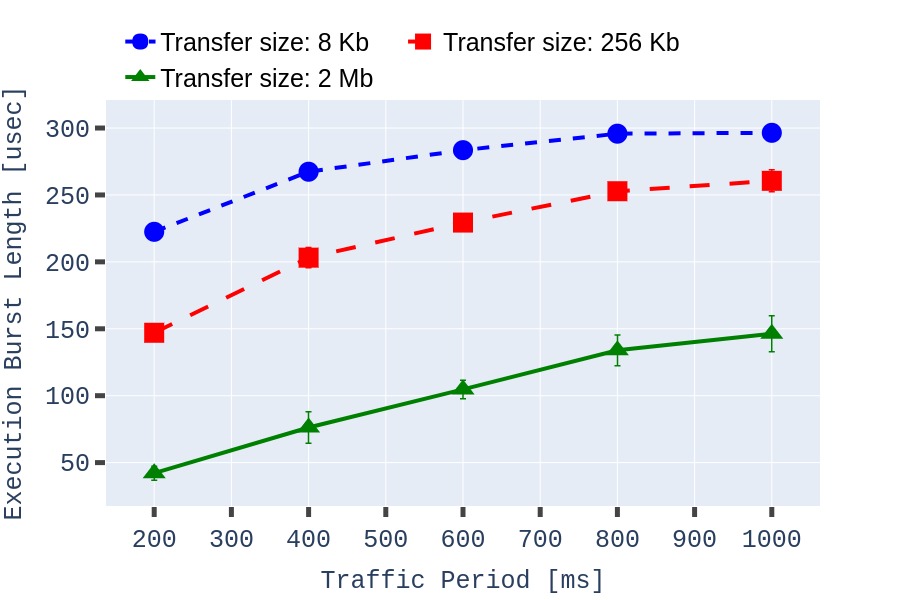 Transfer size: 8 Kb Transfer size: 256 Kb
Transfer size: 2 Mb
Execution Burst Length [usec]
300
250
200
150
100
50
200 300 400 500 600 700 800 900 1000
Traffic Period [ms]